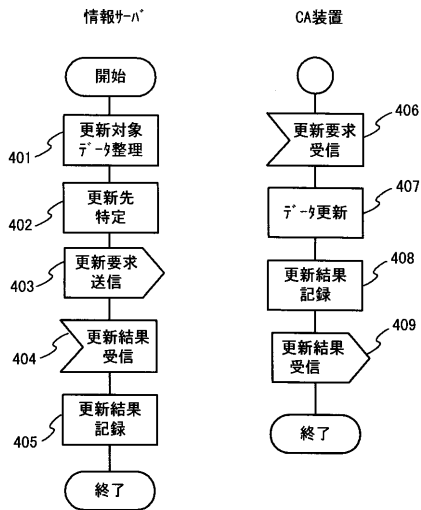 情報ｻｰﾊﾞ
開始
更新対象
ﾃﾞｰﾀ整理
401
更新先
特定
402
更新要求
送信
403
更新結果
受信
404
更新結果
記録
405
終了
CA装置
更新要求
受信
406
ﾃﾞｰﾀ更新
407
更新結果
記録
408
更新結果
受信
409
終了